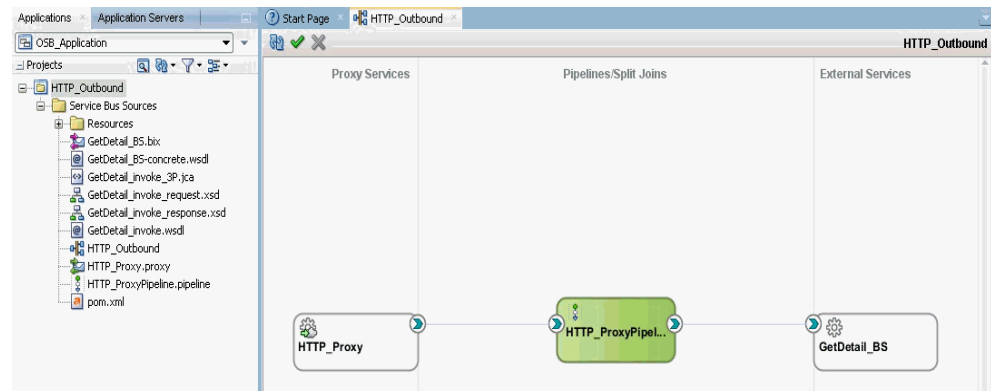 Applications
Application Servers
Start Page
HTTP_Outbound
OSB_Application
HTTP_Outbound
Projects
HTTP_Outbound
Service Bus Sources
Resources
GetDetail_BS.bix
GetDetail_BS-concrete.wsdl
GetDetail_invoke_3P.jca
GetDetail_invoke_request.xsd
GetDetail_invoke_response.xsd
GetDetail_invoke.wsdl
HTTP_Outbound
HTTP_Proxy.proxy
HTTP_ProxyPipeline.pipeline
pom.xml
Proxy Services
Pipelines/Split Joins
External Services
HTTP_Proxy
HTTP_ProxyPipel...
GetDetail_BS